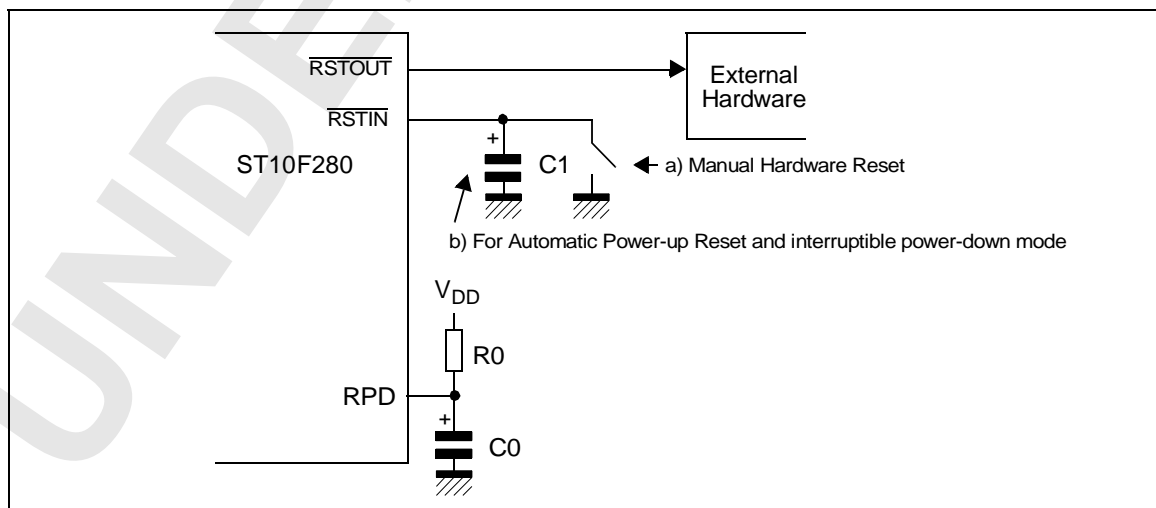 RSTOUT
External
Hardware
RSTIN
+
ST10F280
C1
a) Manual Hardware Reset
b) For Automatic Power-up Reset and interruptible power-down mode
VDD
R0
RPD
+
C0
UNDE